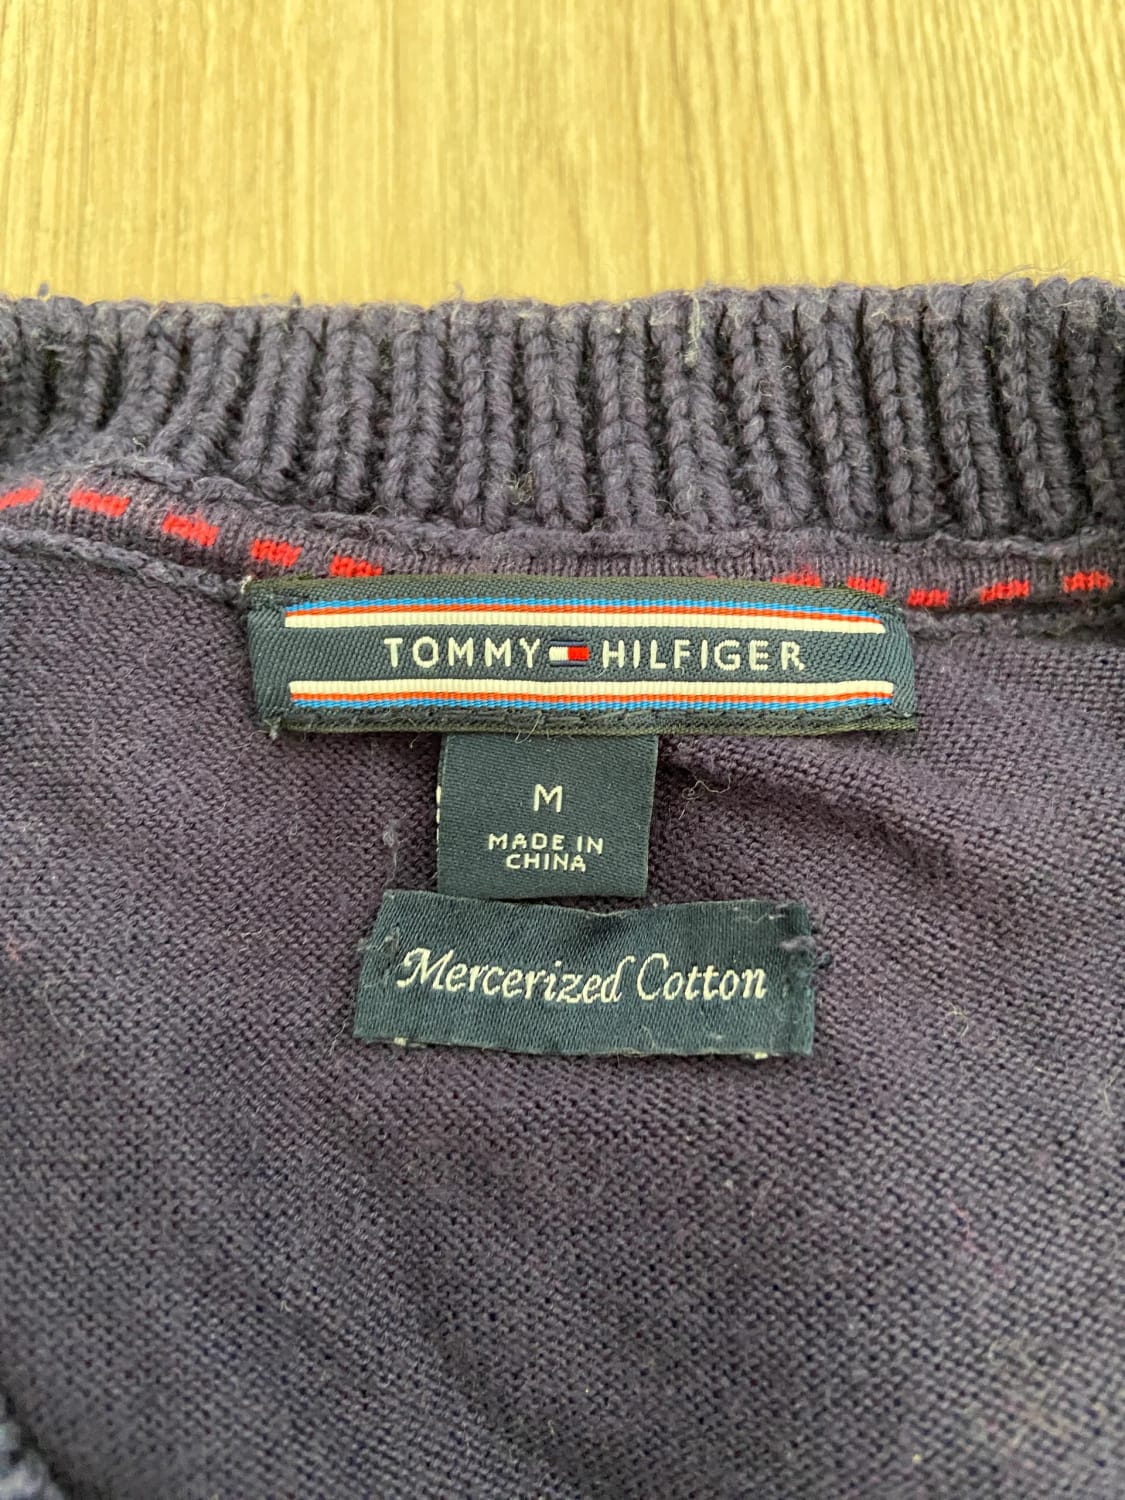 TOMMY HILFIGER
M
MADE IN
CHINA
Mercerized Cotton